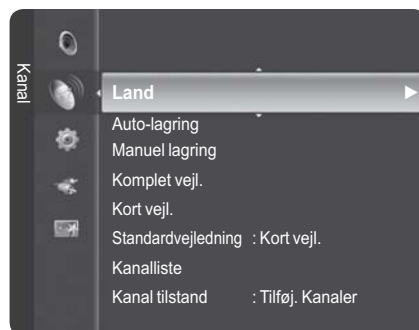 Kanal
Land
Auto-lagring
Manuel lagring
Komplet vejl.
Kort vejl.
Standardvejledning : Kort vejl.
Kanalliste
Kanal tilstand : Tilføj. Kanaler